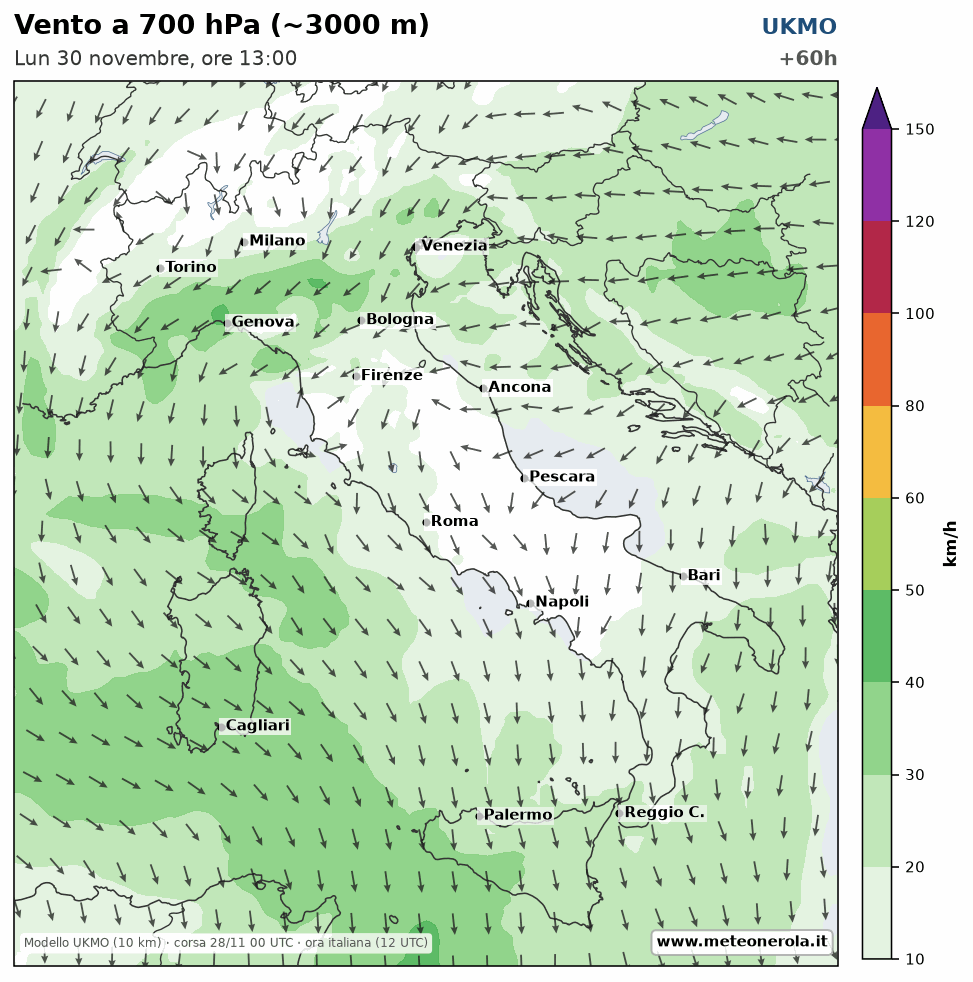 Vento a 700 hPa (~3000 m)
UKMO
Lun 30 novembre, ore 13:00
+60h
Milano
Venezia
Torino
Genova
Bologna
Firenze
Ancona
Pescara
Roma
Bari
Napoli
Cagliari
Palermo
Reggio C.
Modello UKMO (10 km) · corsa 28/11 00 UTC · ora italiana (12 UTC)
www.meteonerola.it
150
120
100
80
60
50
40
30
20
10
km/h